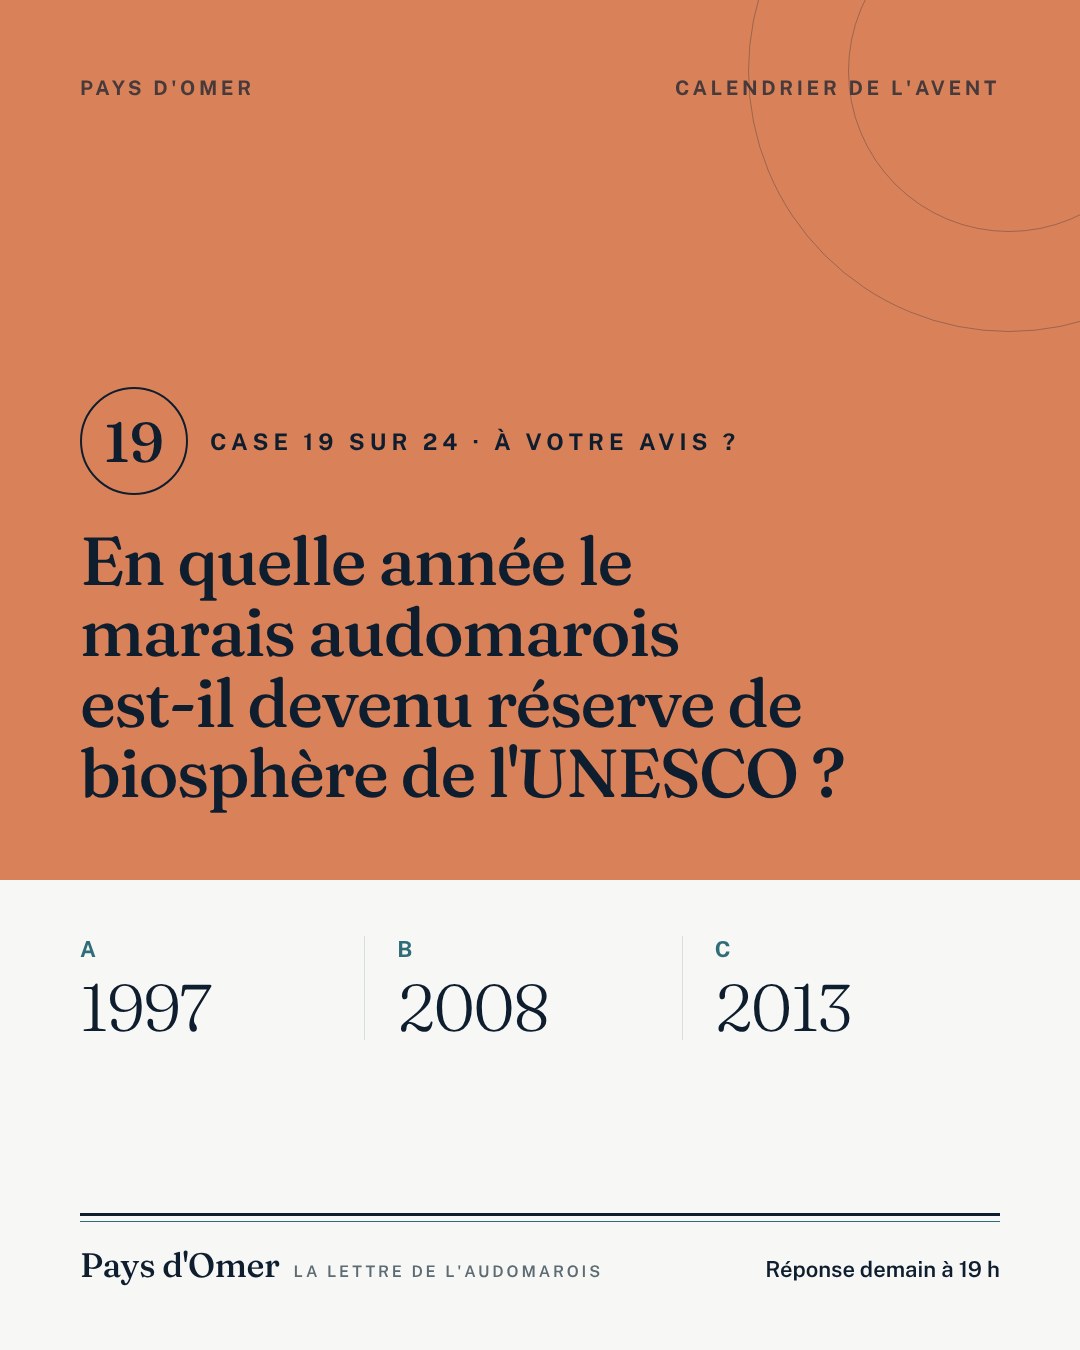 PAYS D'OMER
CALENDRIER DE L'AVENT
19
CASE 19 SUR 24 · À VOTRE AVIS ?
En quelle année le
marais audomarois
est-il devenu réserve de
biosphère de l'UNESCO ?
A
1997
B
2008
C
2013
Pays d'Omer LA LETTRE DE L'AUDOMAROIS
Réponse demain à 19 h